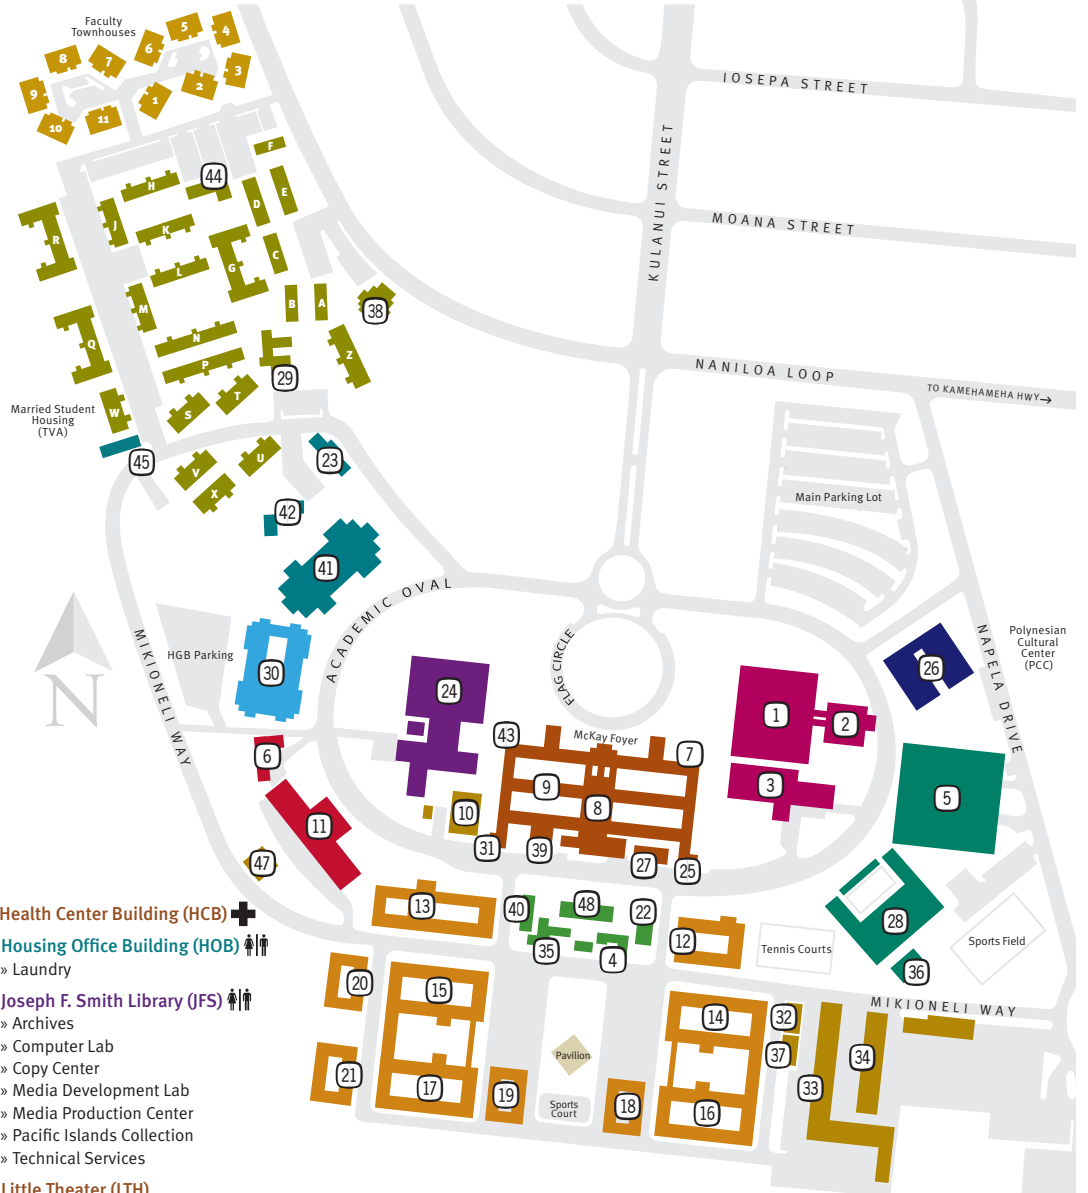 Faculty
Townhouses
5
4
6
8
7
3
2
9
1
11
10
IOSEPA STREET
F
44
H
E
D
J
K
R
MOANA STREET
KULANUI STREET
C
G
L
B
A
M
38
N
Q
Z
P
29
T
NANILOA LOOP
TO KAMEHAMEHA HWY→
W
S
Married Student
Housing
(TVA)
45
U
23
V
X
Main Parking Lot
42
41
ACADEMIC OVAL
MIKIONELI WAY
HGB Parking
30
FLAG CIRCLE
NAPELA DRIVE
Polynesian
Cultural
Center
(PCC)
26
24
N
1
2
43
McKay Foyer
7
6
9
3
5
8
10
11
31
39
27
25
47
13
40
48
22
28
12
35
4
Tennis Courts
Sports Field
36
20
15
MIKIONELI WAY
14
32
Pavilion
37
34
21
17
19
Sports
Court
18
16
33
Health Center Building (HCB)
Housing Office Building (HOB)
» Laundry
Joseph F. Smith Library (JFS)
» Archives
» Computer Lab
» Copy Center
» Media Development Lab
» Media Production Center
» Pacific Islands Collection
» Technical Services
Little Theater (LTH)